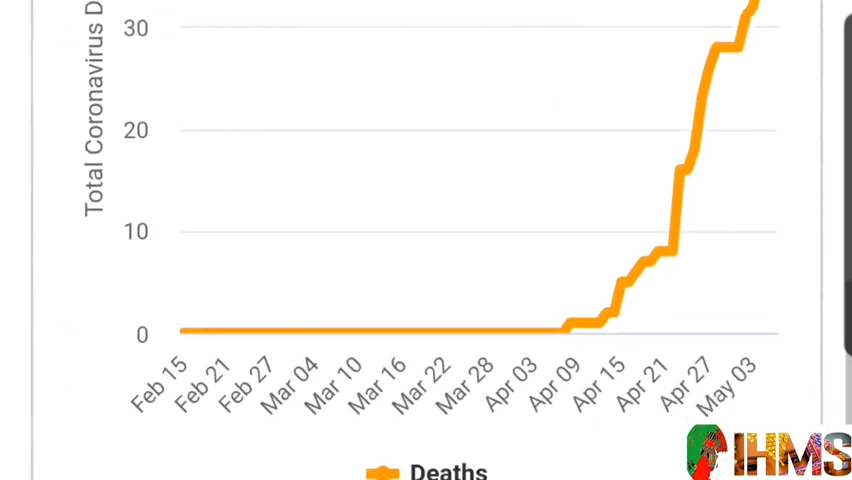 Total Coronavirus D
30
20
10
0
Feb 15
Feb 21
Feb 27
Mar 04
Mar 10
Mar 16
Mar 22
Mar 28
Apr 03
Apr 09
Apr 15
Apr 21
Apr 27
May 03
Deaths
IHMS